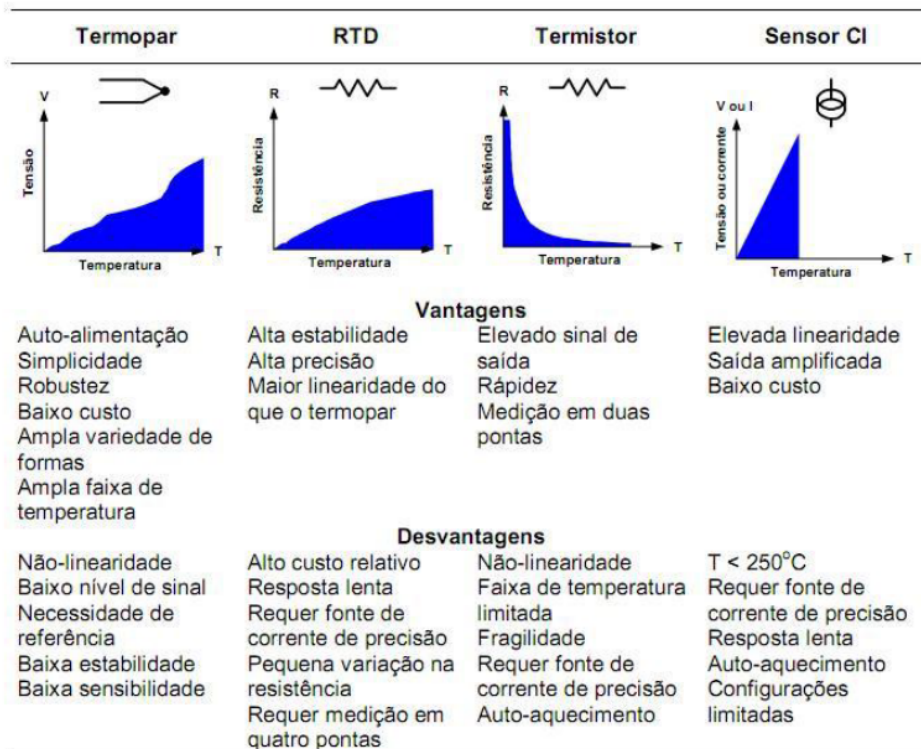 Termopar
RTD
Termistor
Sensor CI
V
Tensão
T
Temperatura
R
Resistência
T
Temperatura
R
Resistência
T
Temperatura
V ou I
Tensão ou corrente
T
Temperatura
Vantagens
Auto-alimentação
Simplicidade
Robustez
Baixo custo
Ampla variedade de
formas
Ampla faixa de
temperatura
Alta estabilidade
Alta precisão
Maior linearidade do
que o termopar
Elevado sinal de
saída
Rápidez
Medição em duas
pontas
Elevada linearidade
Saída amplificada
Baixo custo
Desvantagens
Não-linearidade
Baixo nível de sinal
Necessidade de
referência
Baixa estabilidade
Baixa sensibilidade
Alto custo relativo
Resposta lenta
Requer fonte de
corrente de precisão
Pequena variação na
resistência
Requer medição em
quatro pontas
Não-linearidade
Faixa de temperatura
limitada
Fragilidade
Requer fonte de
corrente de precisão
Auto-aquecimento
T < 250°C
Requer fonte de
corrente de precisão
Resposta lenta
Auto-aquecimento
Configurações
limitadas